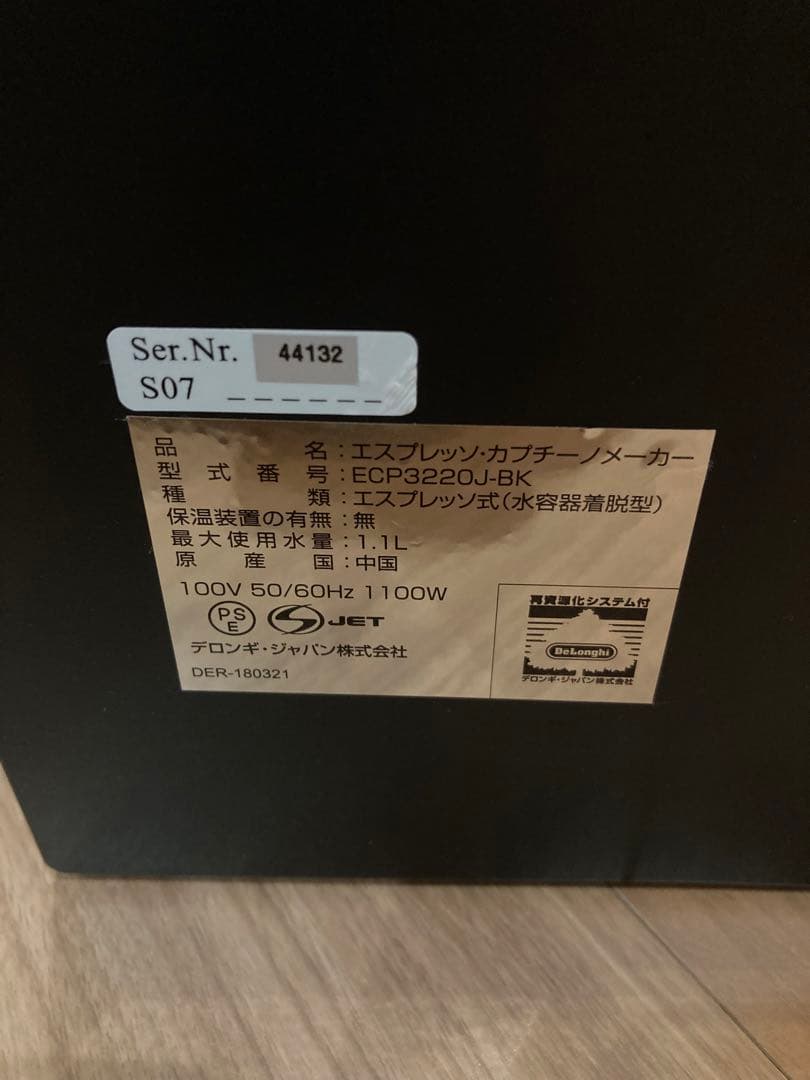 Ser.Nr. 44132
S07 _ _ _ _ _ _
品名:エスプレッソ・カプチーノメーカー
型式番号:ECP3220J-BK
種類:エスプレッソ式(水容器着脱型)
保温装置の有無:無
最大使用水量:1.1L
原産国:中国
100V 50/60Hz 1100W
PS
E
JET
デロンギ・ジャパン株式会社
DER-180321
再資源化システム付
DeLonghi
デロンギ・ジャパン株式会社